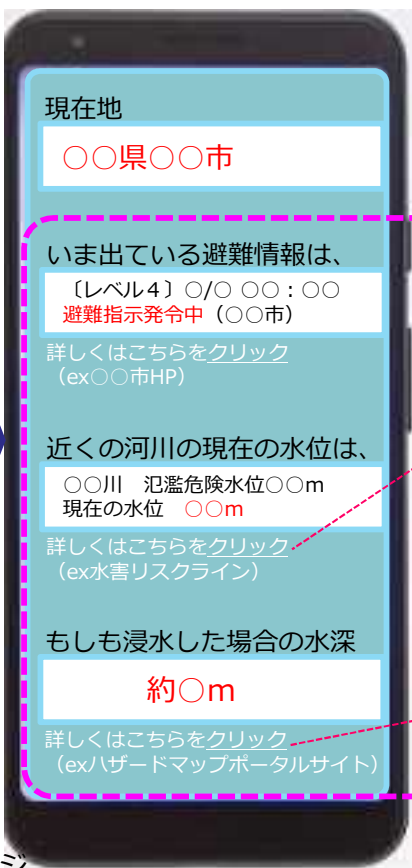 現在地
○○県○○市
いま出ている避難情報は、
〔レベル4〕○/○ ○○:○○
避難指示発令中(○○市)
詳しくはこちらをクリック
(ex○○市HP)
近くの河川の現在の水位は、
○○川 氾濫危険水位○○m
現在の水位 ○○m
詳しくはこちらをクリック
(ex水害リスクライン)
もしも浸水した場合の水深
約○m
詳しくはこちらをクリック
(exハザードマップポータルサイト)
ジ